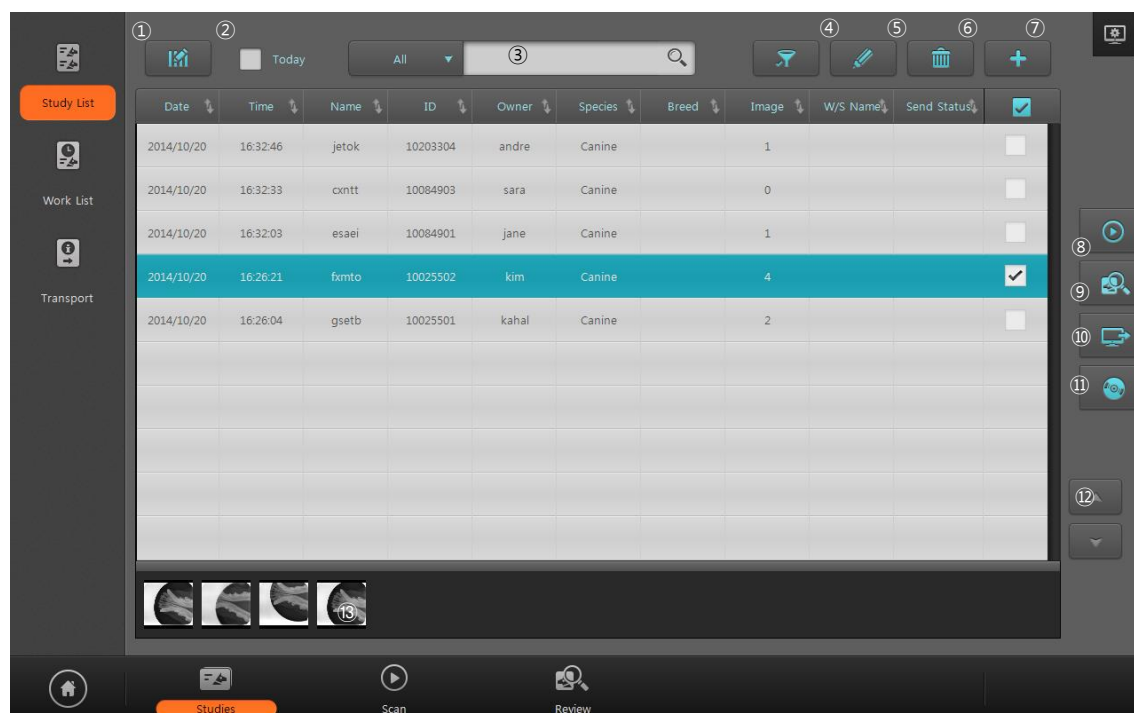 ① ② ④ ⑤ ⑥ ⑦
Today All ③
Study List
Date Time Name ID Owner Species Breed Image W/S Name Send Status
2014/10/20 16:32:46 jetok 10203304 andre Canine 1
2014/10/20 16:32:33 cxntt 10084903 sara Canine 0
Work List
2014/10/20 16:32:03 esaei 10084901 jane Canine 1
⑧
2014/10/20 16:26:21 fxmto 10025502 kim Canine 4
⑨
Transport
2014/10/20 16:26:04 gsetb 10025501 kahal Canine 2
⑩
⑪
⑫
⑬
Studies Scan Review